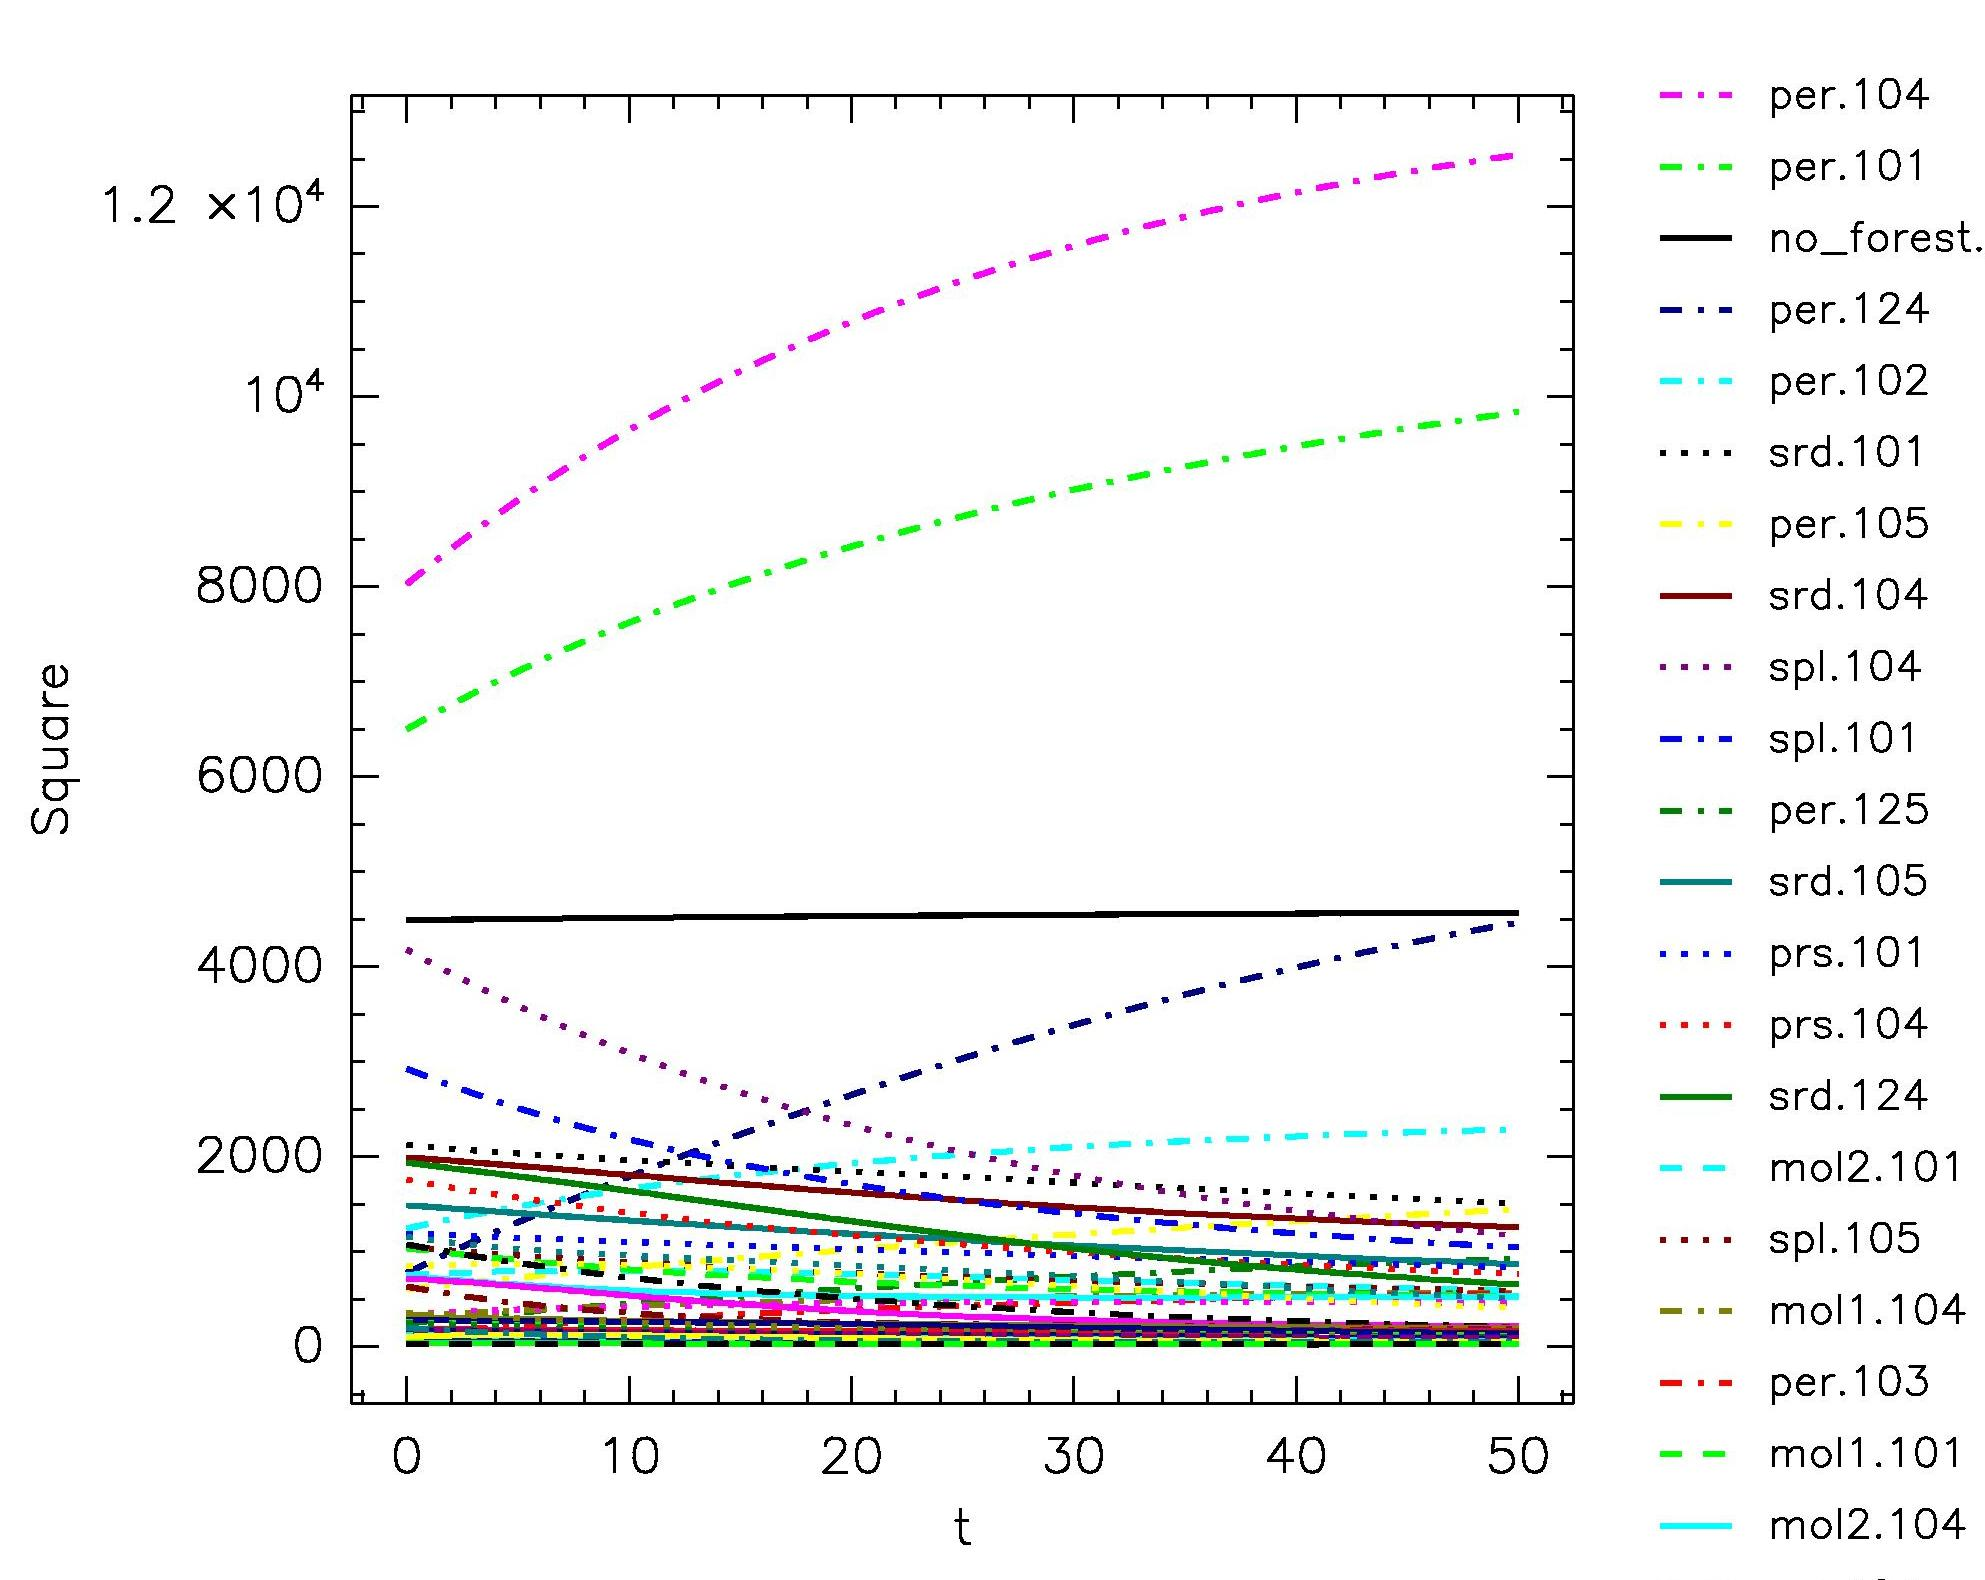 1.2 ×10⁴
10⁴
8000
6000
4000
2000
0
Square
0 10 20 30 40 50
t
per.104
per.101
no_forest.
per.124
per.102
srd.101
per.105
srd.104
spl.104
spl.101
per.125
srd.105
prs.101
prs.104
srd.124
mol2.101
spl.105
mol1.104
per.103
mol1.101
mol2.104